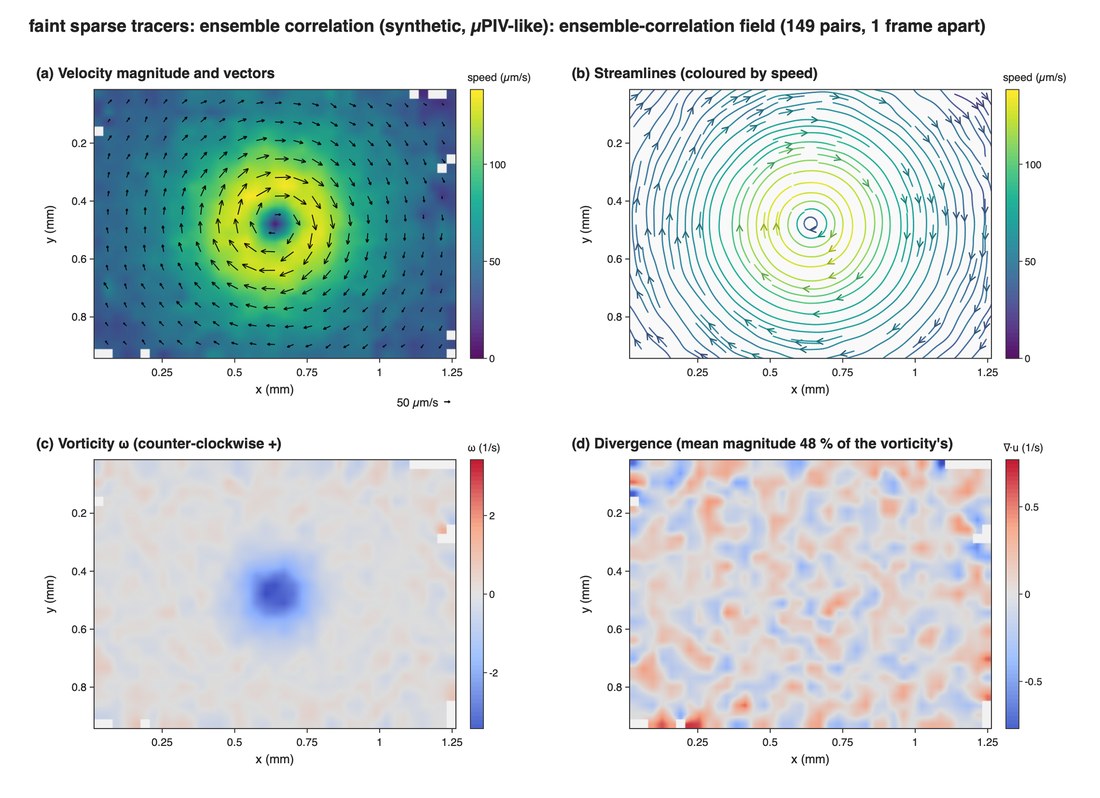 faint sparse tracers: ensemble correlation (synthetic, µPIV-like): ensemble-correlation field (149 pairs, 1 frame apart)
(a) Velocity magnitude and vectors
speed (µm/s)
0.2
0.4
0.6
0.8
y (mm)
0.25
0.5
0.75
1
1.25
x (mm)
100
50
0
50 µm/s
(b) Streamlines (coloured by speed)
speed (µm/s)
0.2
0.4
0.6
0.8
y (mm)
0.25
0.5
0.75
1
1.25
x (mm)
100
50
0
(c) Vorticity ω (counter-clockwise +)
ω (1/s)
0.2
0.4
0.6
0.8
y (mm)
0.25
0.5
0.75
1
1.25
x (mm)
2
0
-2
(d) Divergence (mean magnitude 48 % of the vorticity's)
∇·u (1/s)
0.2
0.4
0.6
0.8
y (mm)
0.25
0.5
0.75
1
1.25
x (mm)
0.5
0
-0.5